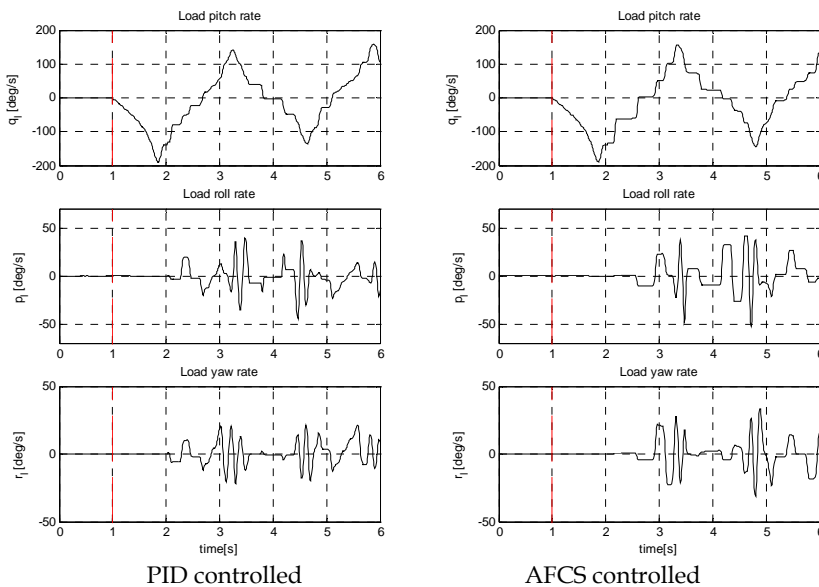 Load pitch rate
200
100
0
-100
-200
q_l [deg/s]
0 1 2 3 4 5 6
Load roll rate
50
0
-50
p_l [deg/s]
0 1 2 3 4 5 6
Load yaw rate
50
0
-50
r_l [deg/s]
0 1 2 3 4 5 6
time[s]
PID controlled
Load pitch rate
200
100
0
-100
-200
q_l [deg/s]
0 1 2 3 4 5 6
Load roll rate
50
0
-50
p_l [deg/s]
0 1 2 3 4 5 6
Load yaw rate
50
0
-50
r_l [deg/s]
0 1 2 3 4 5 6
time[s]
AFCS controlled